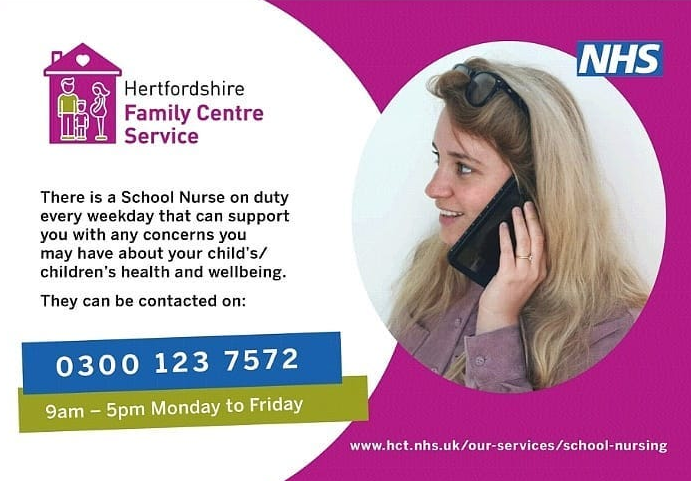 Hertfordshire
Family Centre
Service
NHS
There is a School Nurse on duty
every weekday that can support
you with any concerns you
may have about your child's/
children's health and wellbeing.
They can be contacted on:
0300 123 7572
9am – 5pm Monday to Friday
www.hct.nhs.uk/our-services/school-nursing